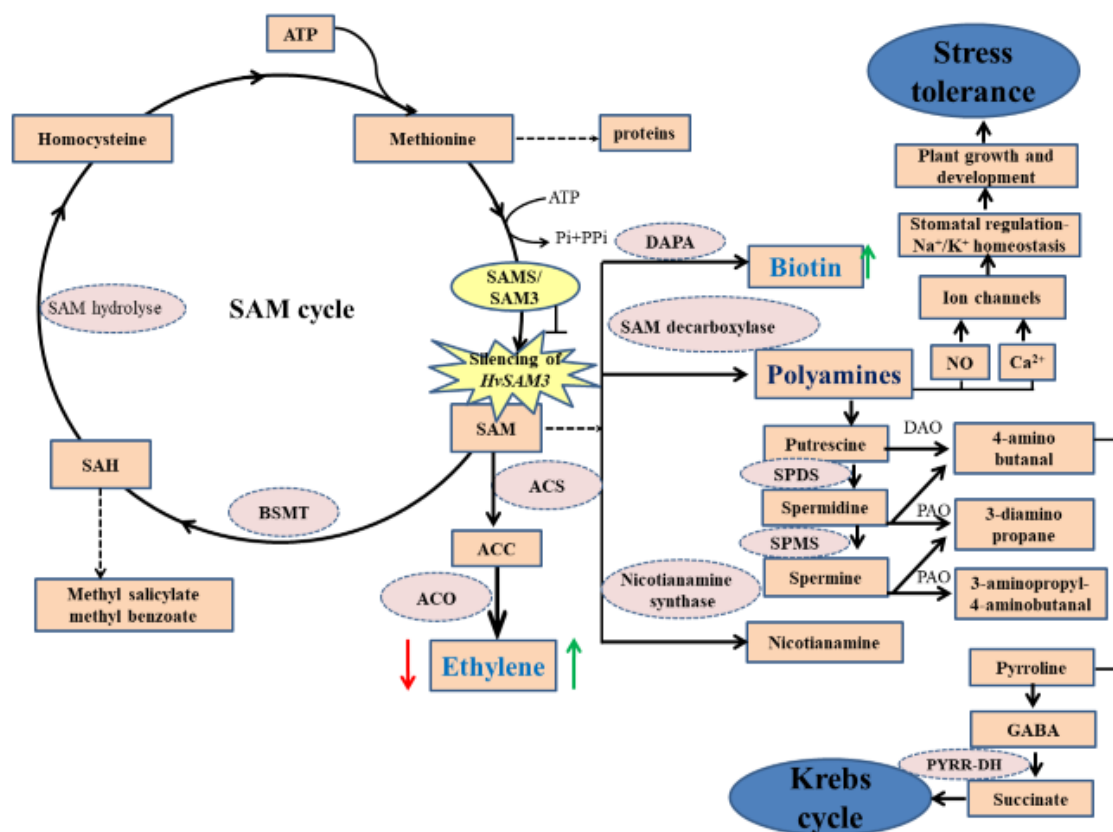 ATP
Stress
tolerance
Homocysteine
Methionine
proteins
Plant growth and
development
ATP
Pi+PPi
DAPA
Stomatal regulation-
Na⁺/K⁺ homeostasis
Biotin
SAMS/
SAM3
SAM hydrolyse
SAM cycle
Ion channels
SAM decarboxylase
Silencing of
HvSAM3
Polyamines
NO
Ca²⁺
SAM
Putrescine
DAO
4-amino
butanal
SAH
ACS
SPDS
BSMT
Spermidine
PAO
3-diamino
propane
ACC
SPMS
Methyl salicylate
methyl benzoate
ACO
Nicotianamine
synthase
Spermine
PAO
3-aminopropyl-
4-aminobutanal
Ethylene
Nicotianamine
Pyrroline
GABA
PYRR-DH
Krebs
cycle
Succinate